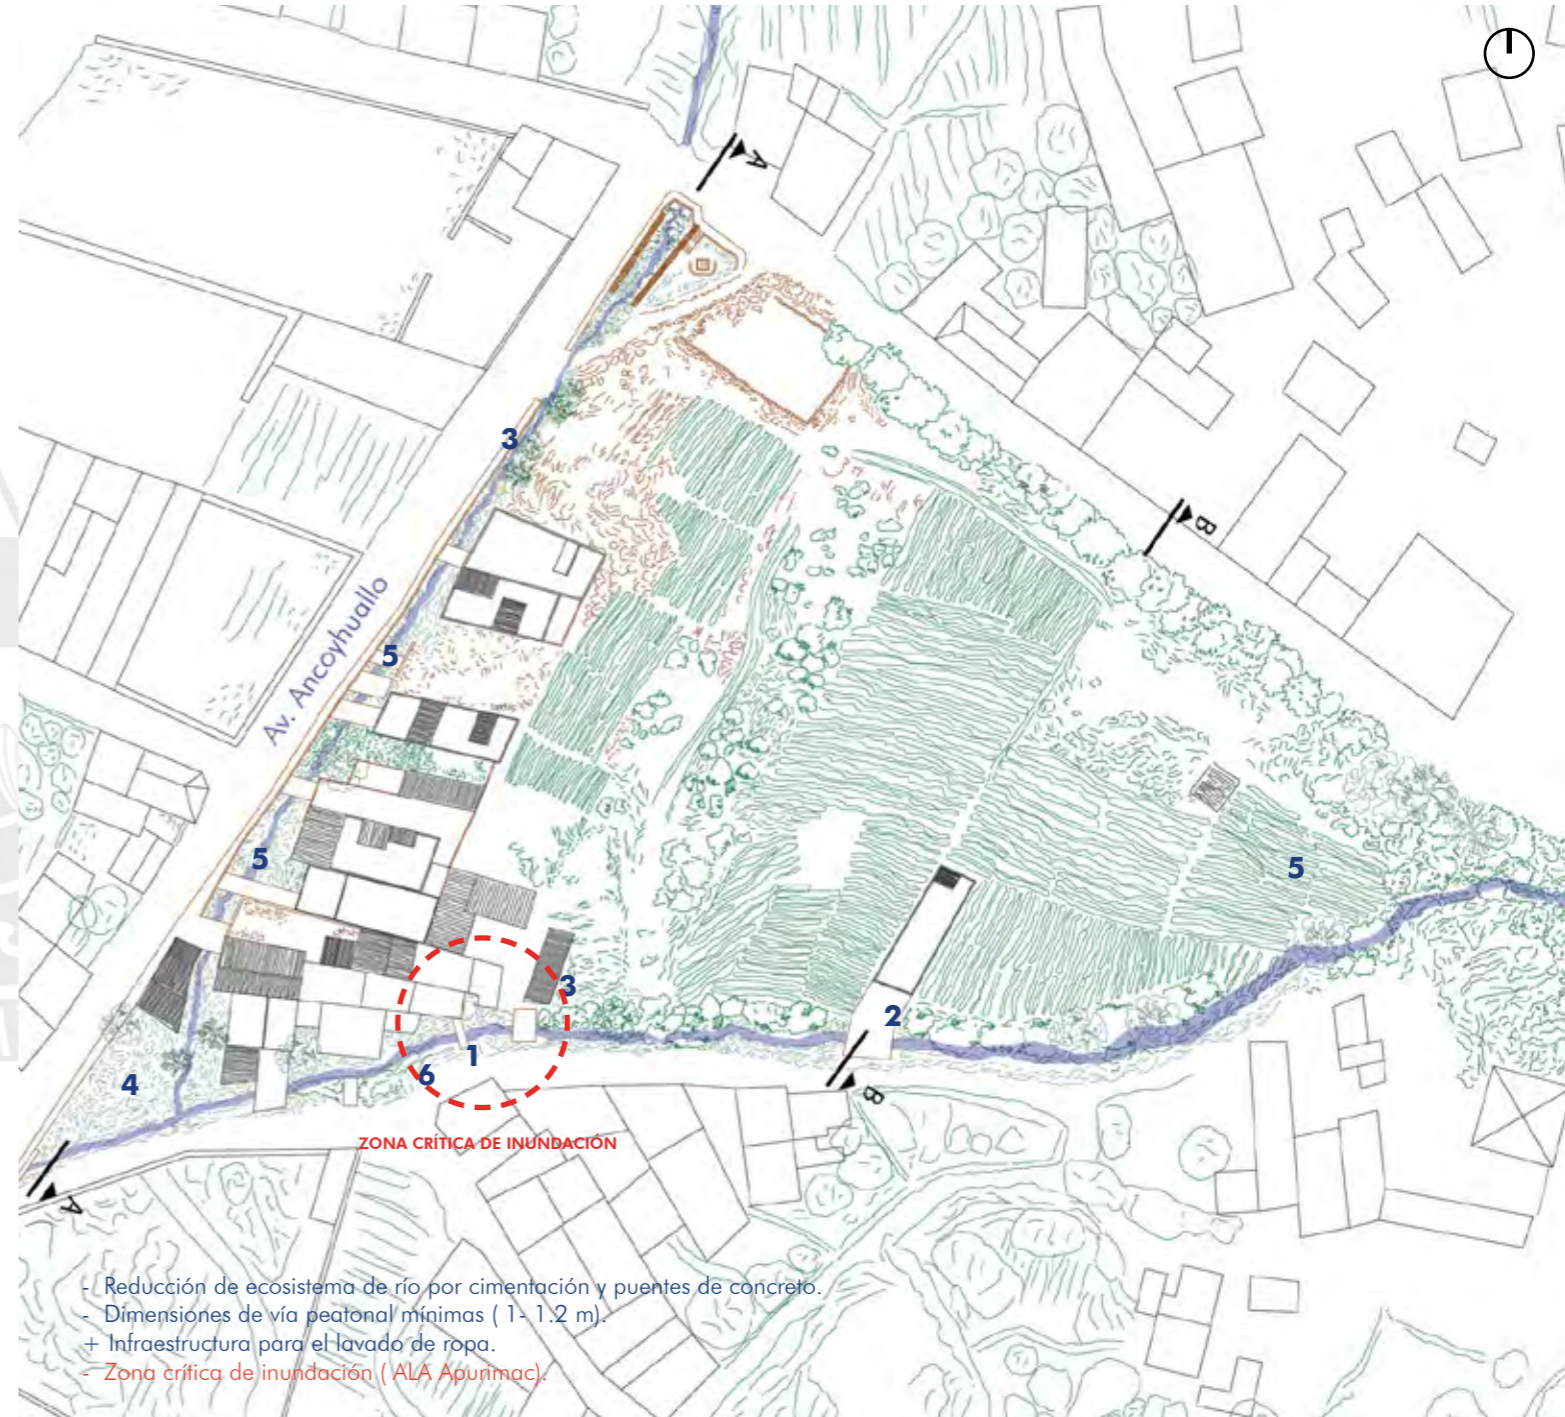 A
3
B
Av. Ancoyhuallo
5
5
5
3
2
1
6
4
B
ZONA CRÍTICA DE INUNDACIÓN
A
- Reducción de ecosistema de río por cimentación y puentes de concreto.
- Dimensiones de vía peatonal mínimas ( 1- 1.2 m).
+ Infraestructura para el lavado de ropa.
- Zona crítica de inundación ( ALA Apurimac).